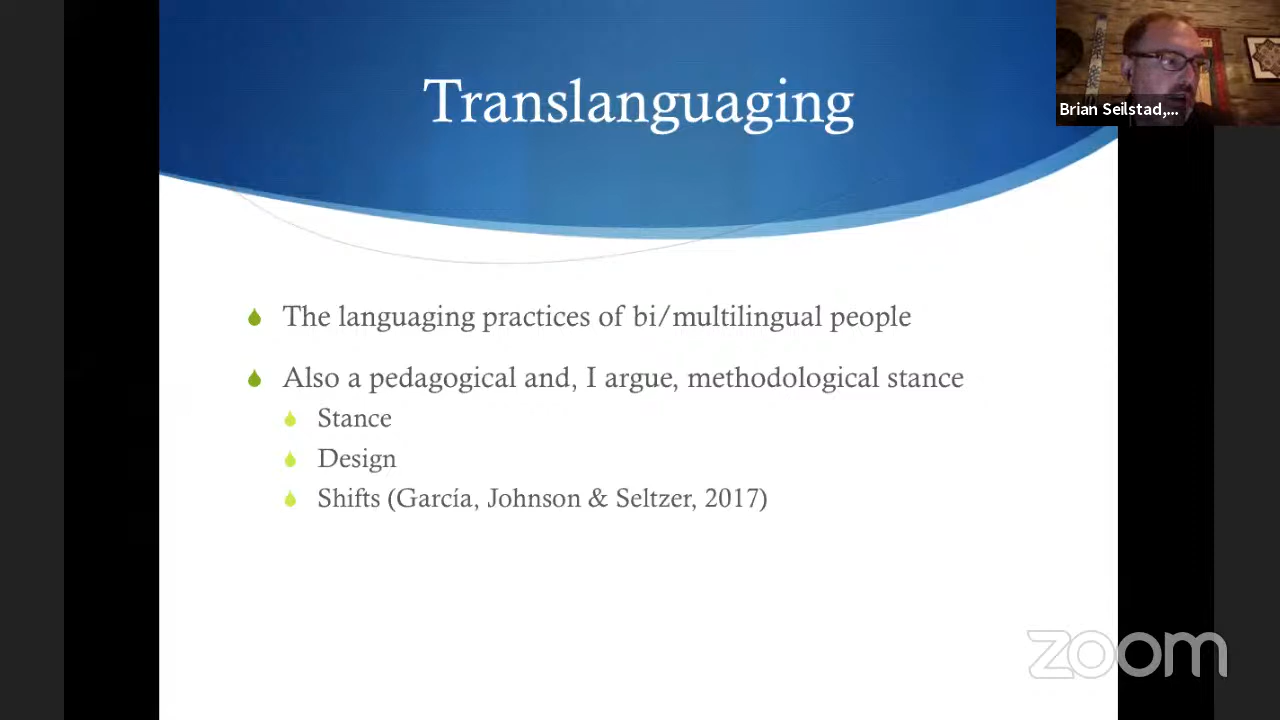 Translanguaging
Brian Seilstad,...
The languaging practices of bi/multilingual people
Also a pedagogical and, I argue, methodological stance
Stance
Design
Shifts (García, Johnson & Seltzer, 2017)
zoom